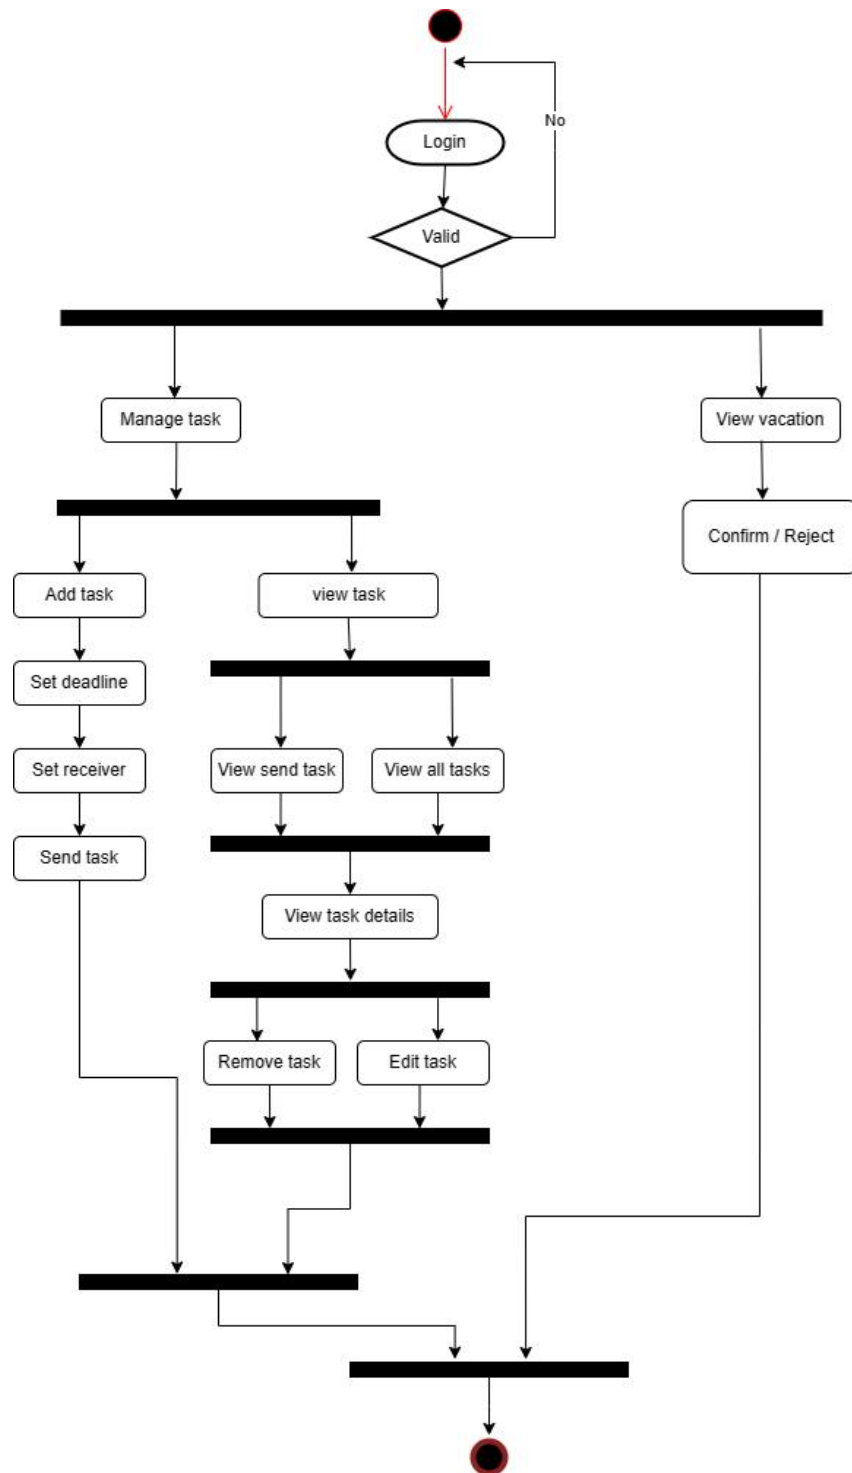 Login
No
Valid
Manage task
View vacation
Confirm / Reject
Add task
view task
Set deadline
Set receiver
View send task
View all tasks
Send task
View task details
Remove task
Edit task